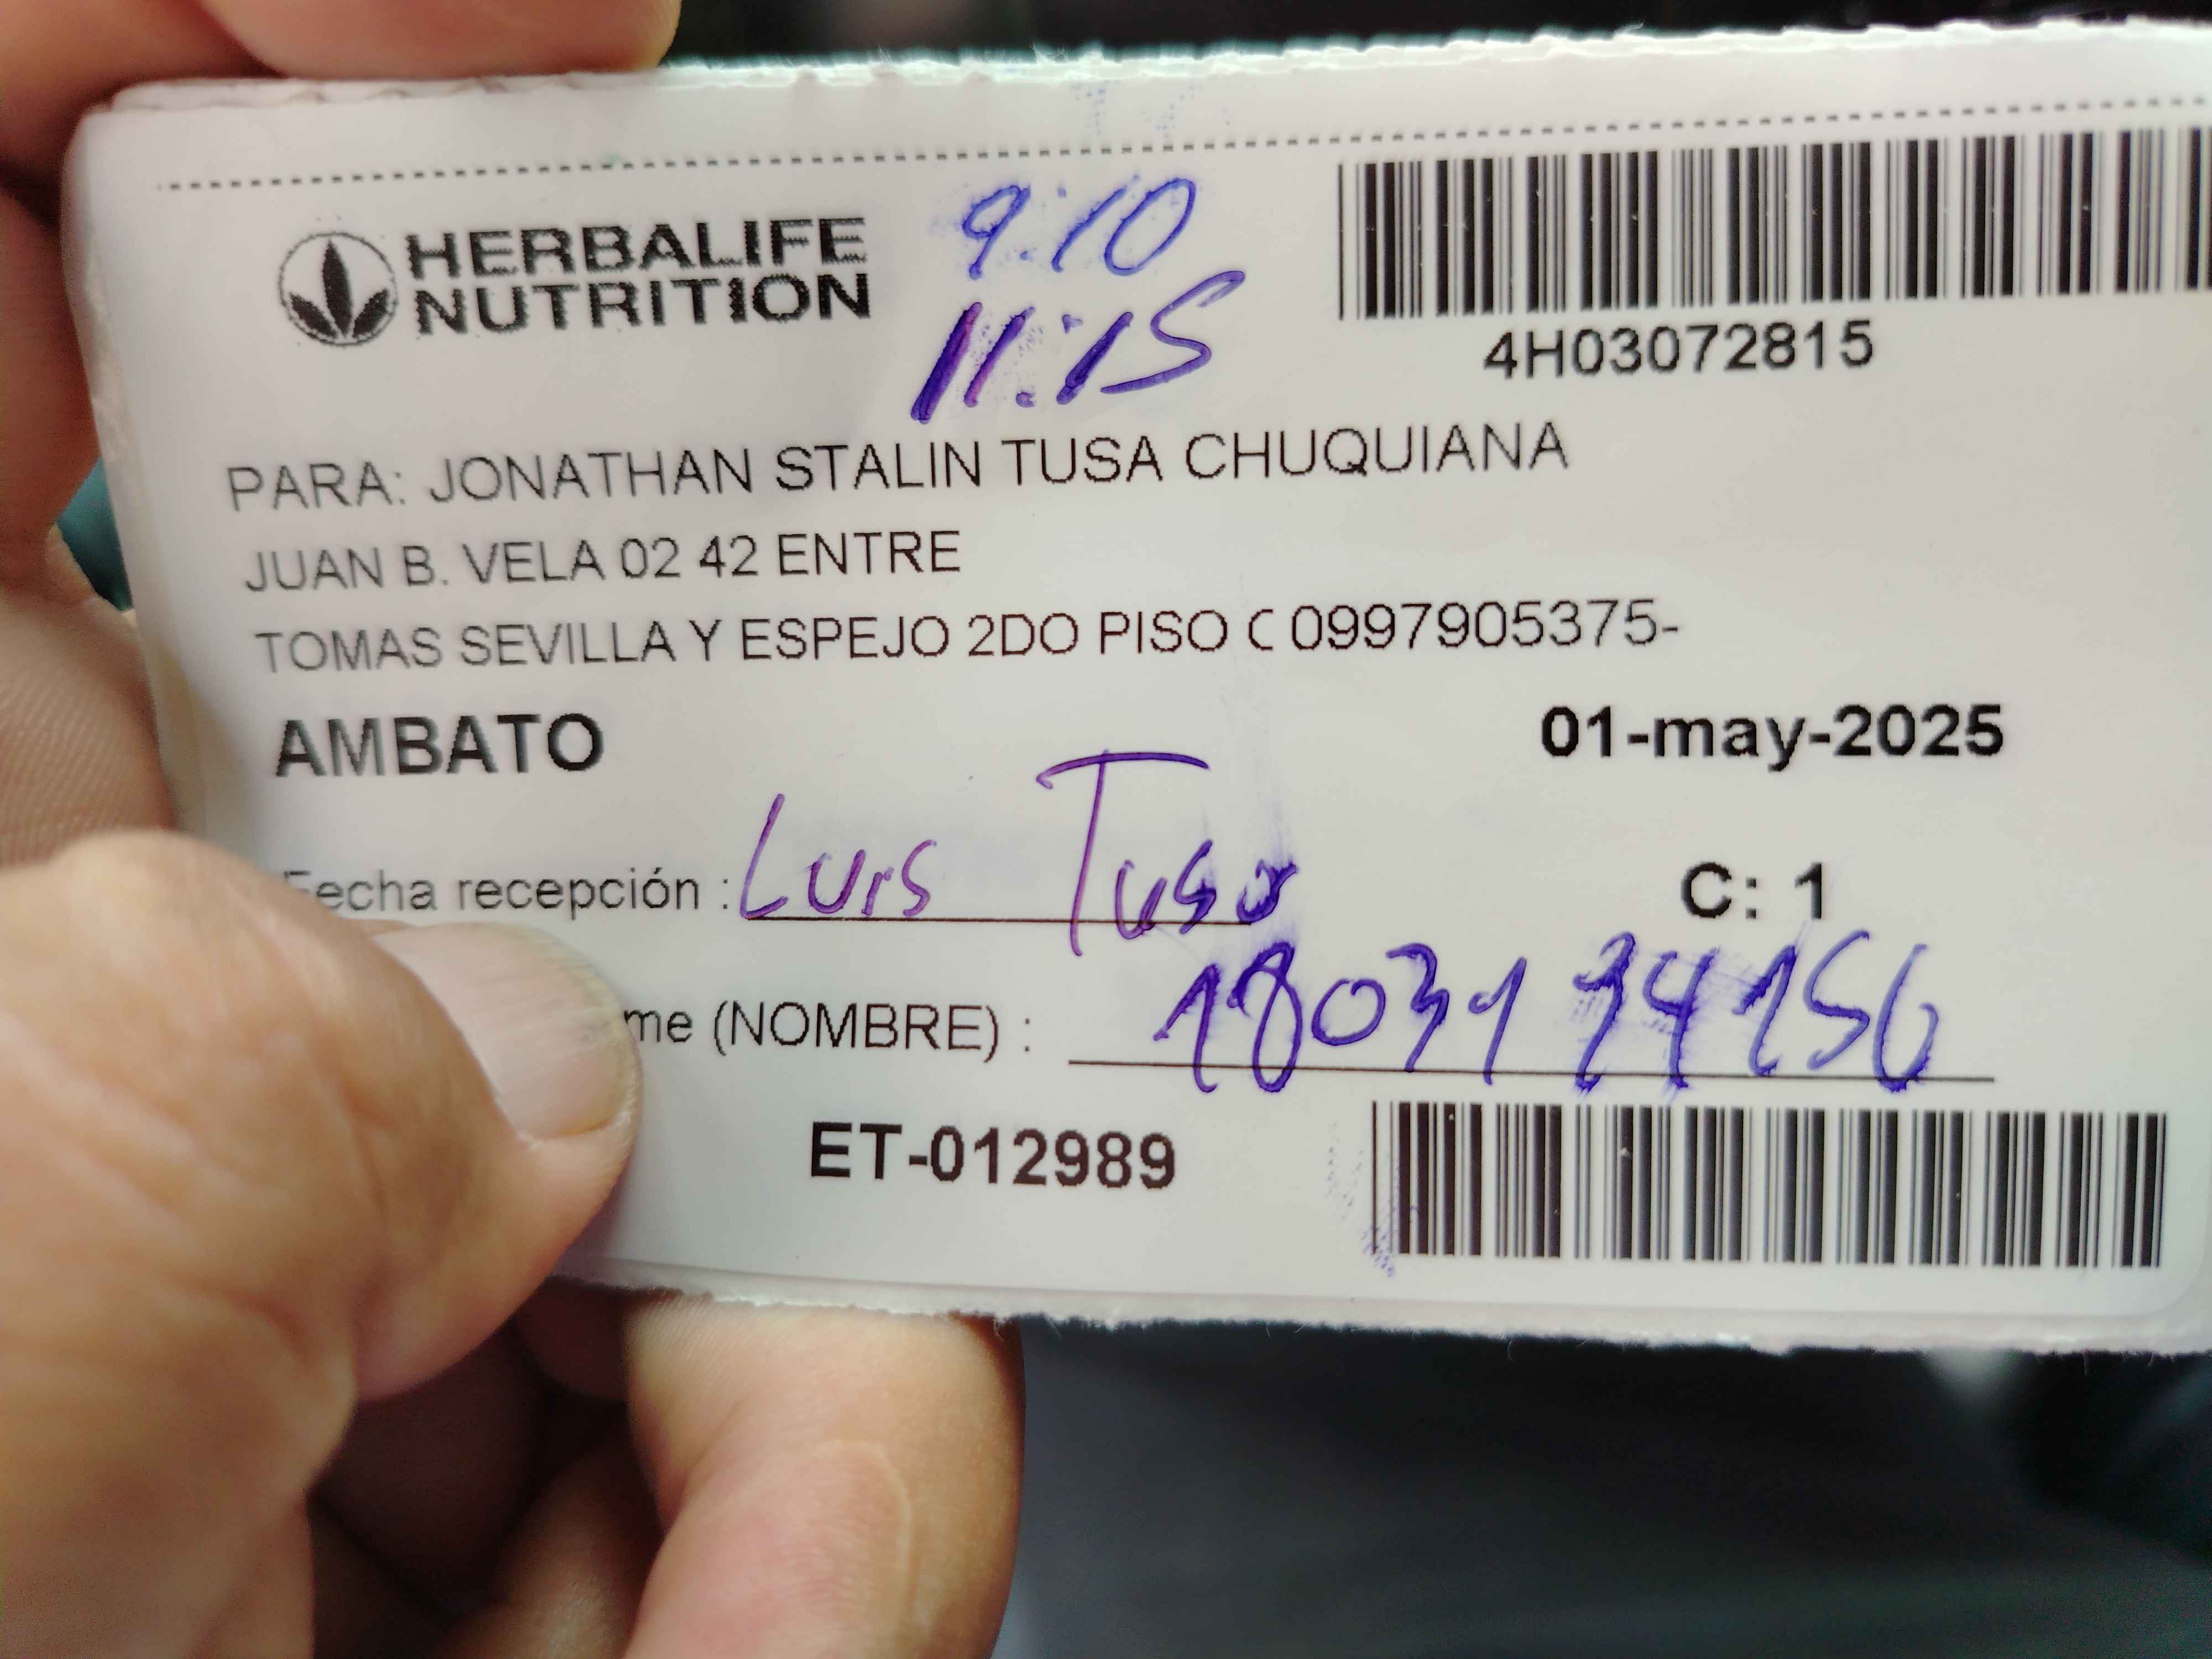 HERBALIFE
NUTRITION
9:10
11:15
4H03072815
PARA: JONATHAN STALIN TUSA CHUQUIANA
JUAN B. VELA 02 42 ENTRE
TOMAS SEVILLA Y ESPEJO 2DO PISO C 0997905375-
AMBATO
01-may-2025
Fecha recepción : Luis Tusa
C: 1
me (NOMBRE) :
ET-012989